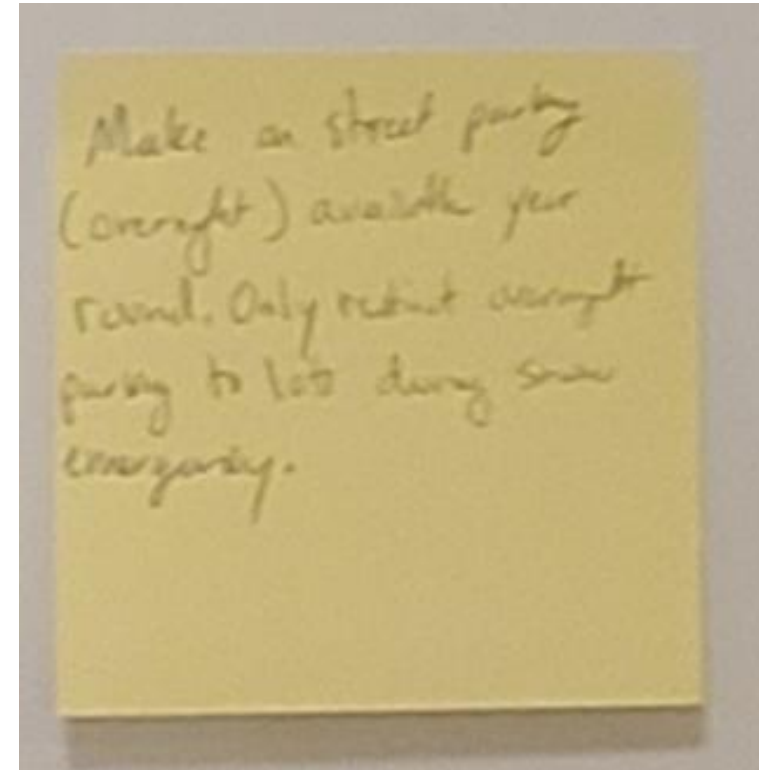 Make on street parking
(overnight) available year
round. Only restrict overnight
parking to lots during snow
emergency.